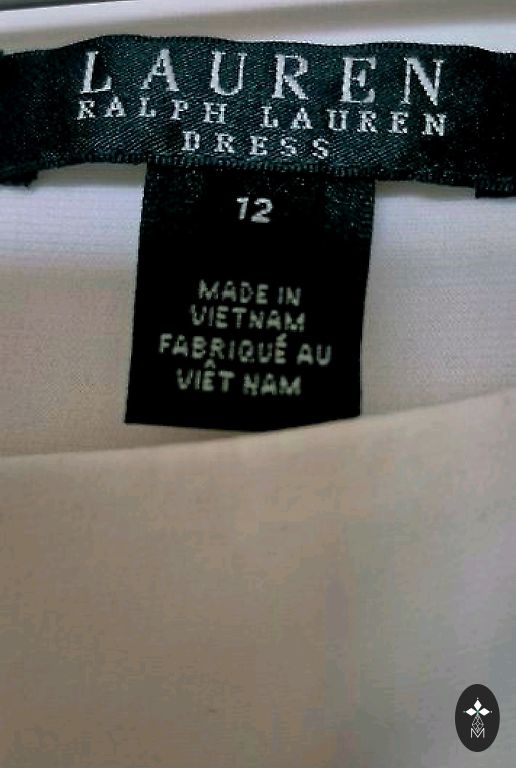 LAUREN
RALPH LAUREN
DRESS
12
MADE IN
VIETNAM
FABRIQUÉ AU
VIÊT NAM
M